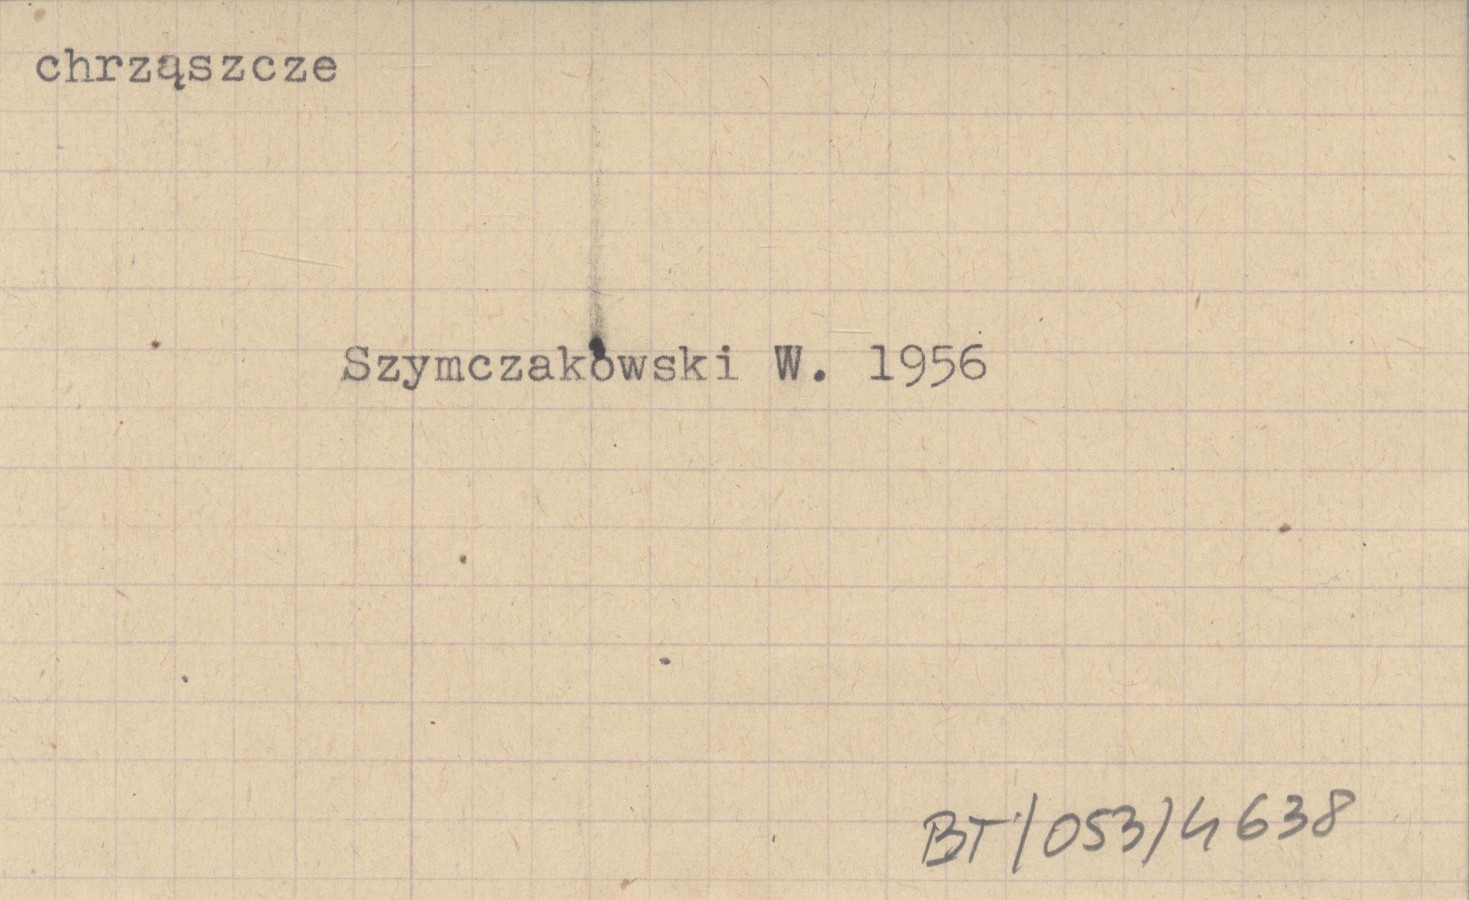 chrząszcze
Szymczakowski W. 1956
BT/053/4638